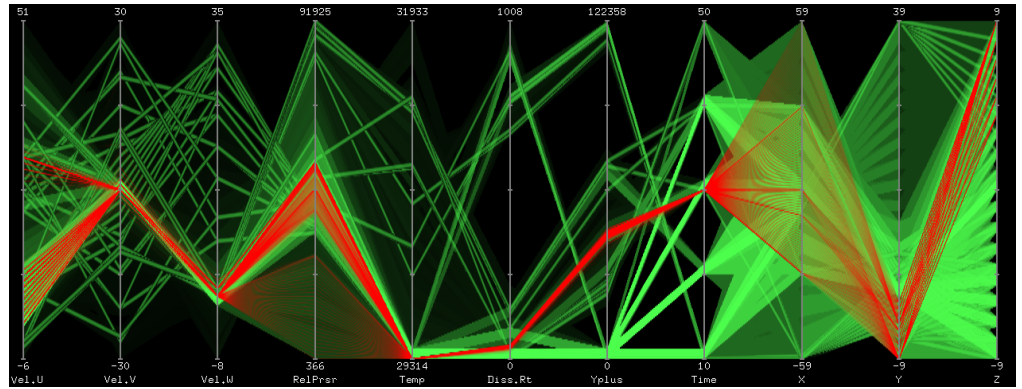 51 30 35 91925 31933 1008 122358 50 59 39 9
-6 -30 -8 366 29314 0 0 10 -59 -9 -9
Vel.U Vel.V Vel.W RelPrsr Temp Diss.Rt Yplus Time X Y Z